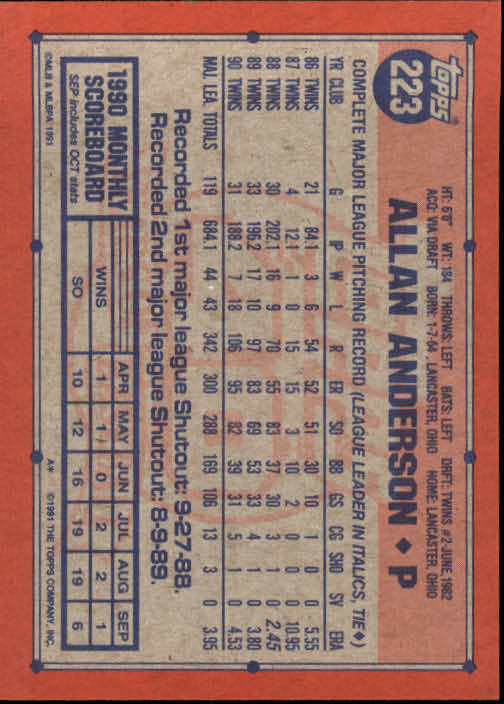 topps
223
ALLAN ANDERSON ♦ P
HT: 6'0" WT: 184 THROWS: LEFT BATS: LEFT DRFT: TWINS #2-JUNE, 1982
ACQ: VIA DRAFT BORN: 1-7-64, LANCASTER, OHIO HOME: LANCASTER, OHIO
COMPLETE MAJOR LEAGUE PITCHING RECORD (LEAGUE LEADER IN ITALICS, TIE♦)
YR CLUB G IP W L R ER SO BB GS CG SHO SV ERA
86 TWINS 21 84.1 3 6 54 52 51 30 10 1 0 0 5.55
87 TWINS 4 12.1 1 0 15 15 3 10 2 0 0 0 10.95
88 TWINS 30 202.1 16 9 70 55 83 37 30 3 1 0 2.45
89 TWINS 33 196.2 17 10 97 83 69 53 33 4 1 0 3.80
90 TWINS 31 188.2 7 18 106 95 82 39 31 5 1 0 4.53
MAJ. LEA. TOTALS 119 684.1 44 43 342 300 288 169 106 13 3 0 3.95
Recorded 1st major league Shutout: 9-27-88.
Recorded 2nd major league Shutout: 8-9-89.
1990 MONTHLY
SCOREBOARD
SEP includes OCT stats
APR MAY JUN JUL AUG SEP
WINS 1 1 0 2 2 1
SO 10 12 16 19 19 6
©MLB & MLBPA 1991
A* ©1991 THE TOPPS COMPANY, INC.